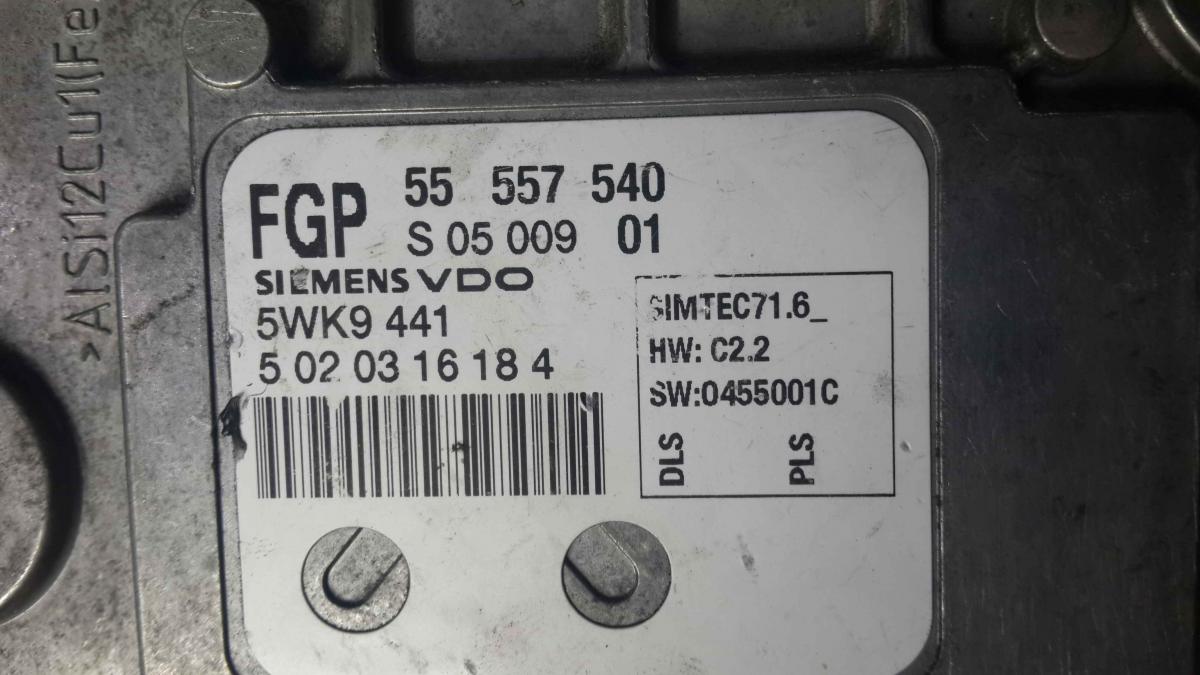 >AlSi12Cu1(Fe
FGP 55 557 540
S 05 009 01
SIEMENS VDO
5WK9 441
5 02 03 16 18 4
SIMTEC71.6_
HW: C2.2
SW:0455001C
DLS PLS